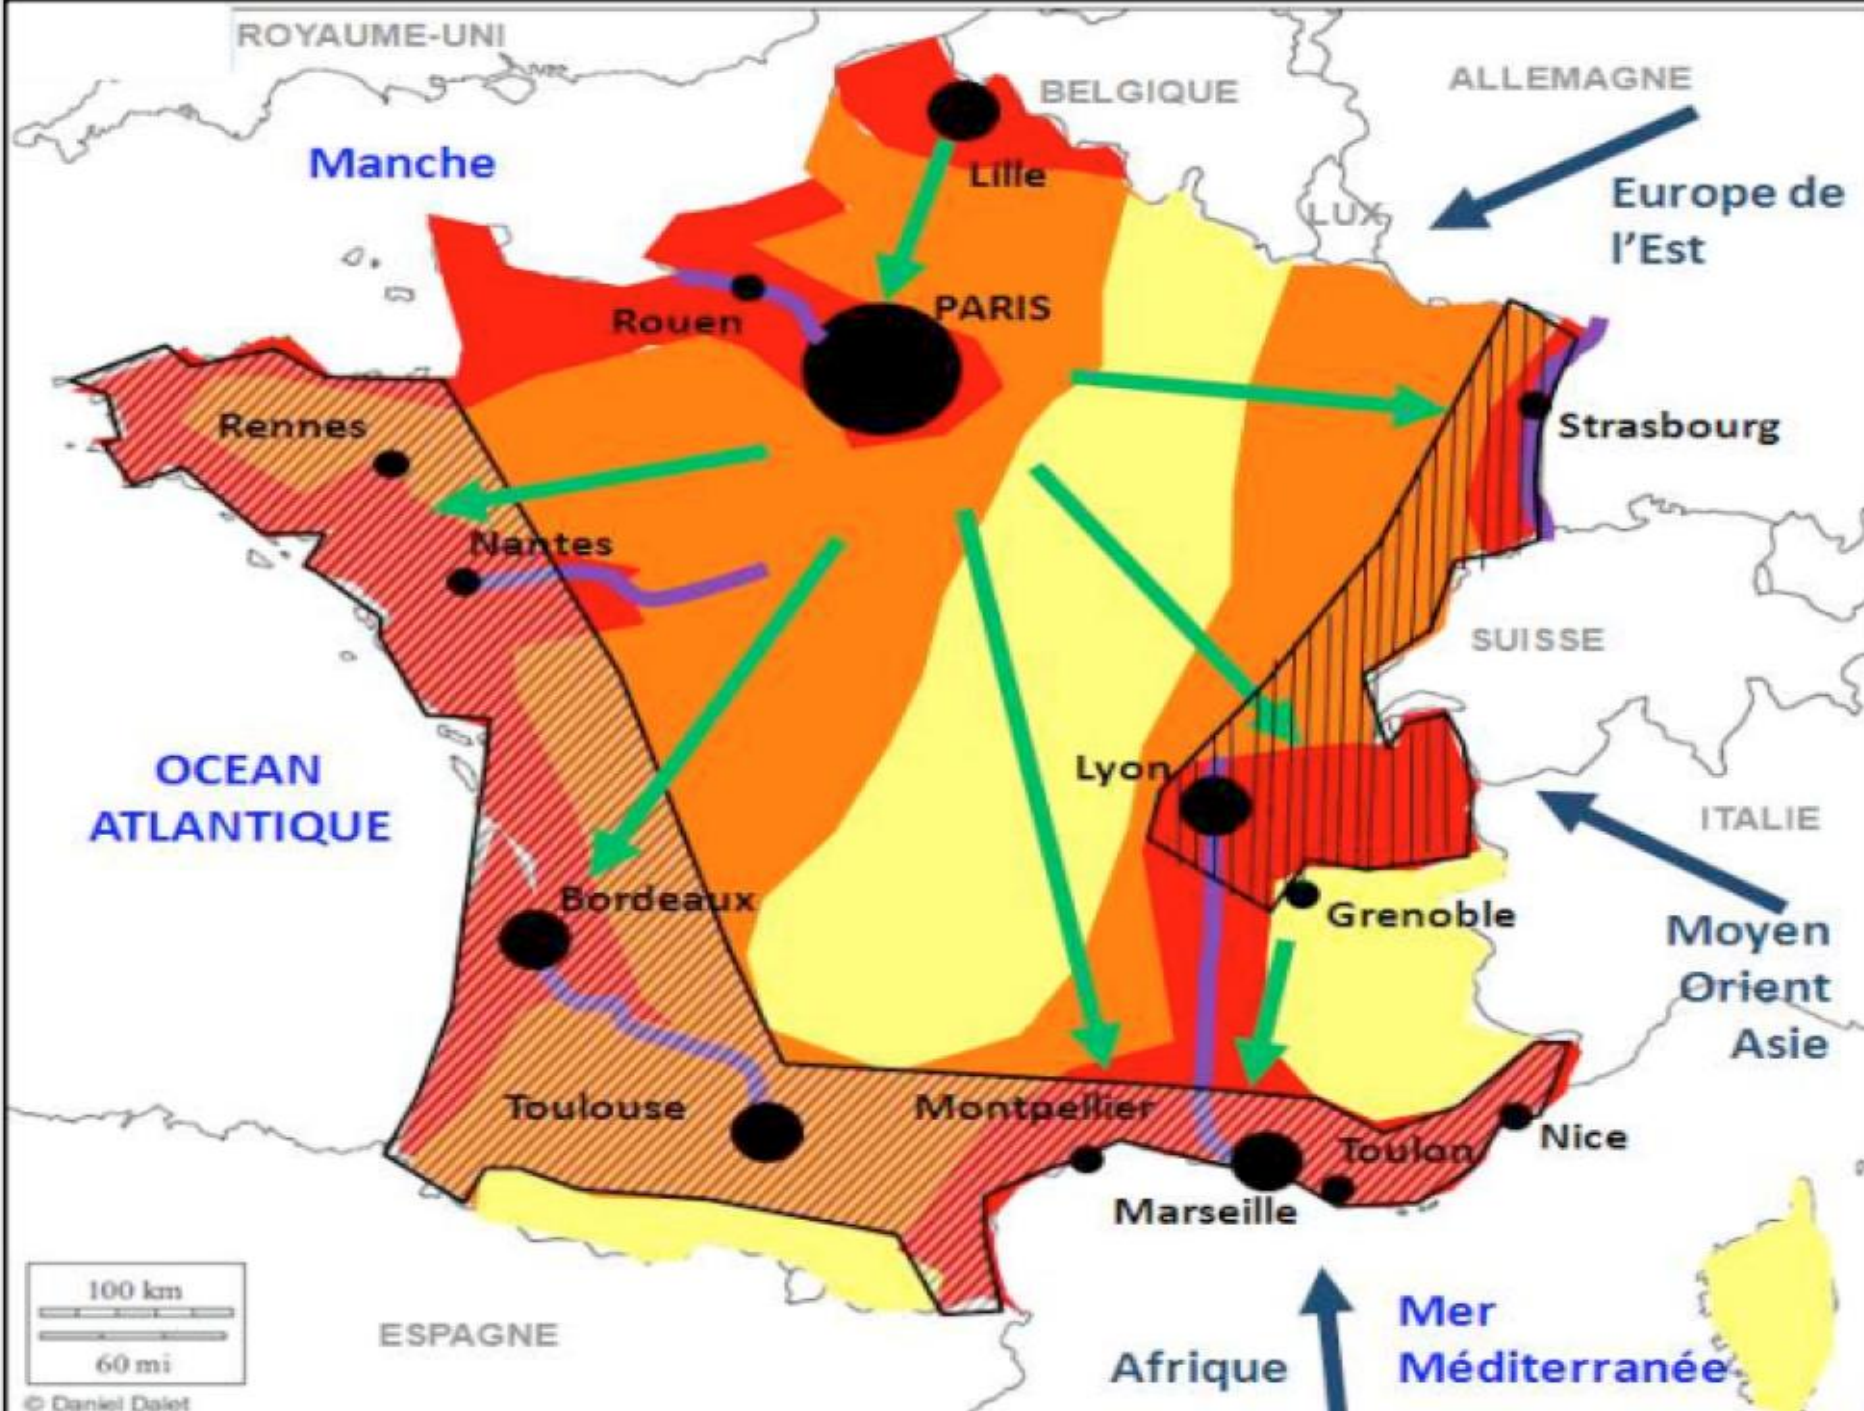 ROYAUME-UNI
BELGIQUE
ALLEMAGNE
Manche
Lille
LUX
Europe de
l'Est
PARIS
Rouen
Rennes
Strasbourg
Nantes
SUISSE
OCEAN
ATLANTIQUE
Lyon
ITALIE
Bordeaux
Grenoble
Moyen
Orient
Asie
Toulouse
Montpellier
Toulon
Nice
Marseille
100 km
60 mi
ESPAGNE
Afrique
Mer
Méditerranée
© Daniel Dalet